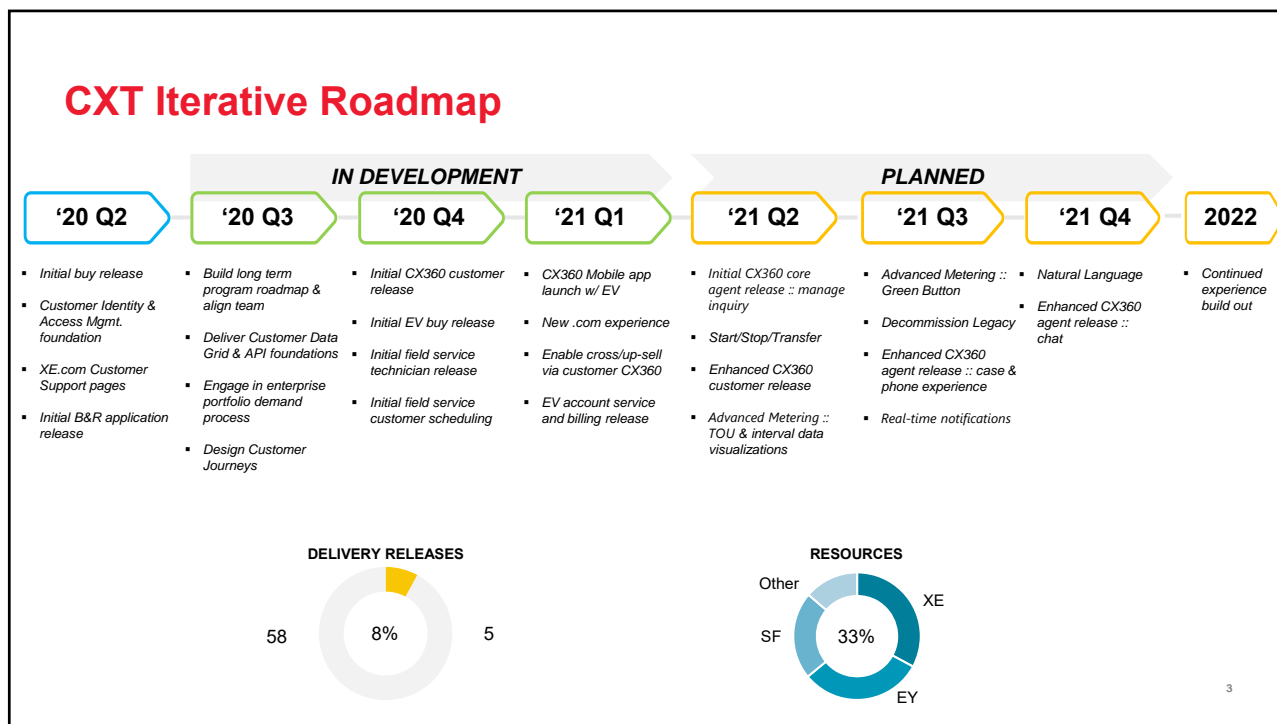 CXT Iterative Roadmap
IN DEVELOPMENT
PLANNED
‘20 Q2
‘20 Q3
‘20 Q4
‘21 Q1
‘21 Q2
‘21 Q3
‘21 Q4
2022
▪ Initial buy release
▪ Customer Identity &
Access Mgmt.
foundation
▪ XE.com Customer
Support pages
▪ Initial B&R application
release
▪ Build long term
program roadmap &
align team
▪ Deliver Customer Data
Grid & API foundations
▪ Engage in enterprise
portfolio demand
process
▪ Design Customer
Journeys
▪ Initial CX360 customer
release
▪ Initial EV buy release
▪ Initial field service
technician release
▪ Initial field service
customer scheduling
▪ CX360 Mobile app
launch w/ EV
▪ New .com experience
▪ Enable cross/up-sell
via customer CX360
▪ EV account service
and billing release
▪ Initial CX360 core
agent release :: manage
inquiry
▪ Start/Stop/Transfer
▪ Enhanced CX360
customer release
▪ Advanced Metering ::
TOU & interval data
visualizations
▪ Advanced Metering ::
Green Button
▪ Decommission Legacy
▪ Enhanced CX360
agent release :: case &
phone experience
▪ Real-time notifications
▪ Natural Language
▪ Enhanced CX360
agent release ::
chat
▪ Continued
experience
build out
DELIVERY RELEASES
58
8%
5
RESOURCES
Other
XE
SF
33%
EY
3